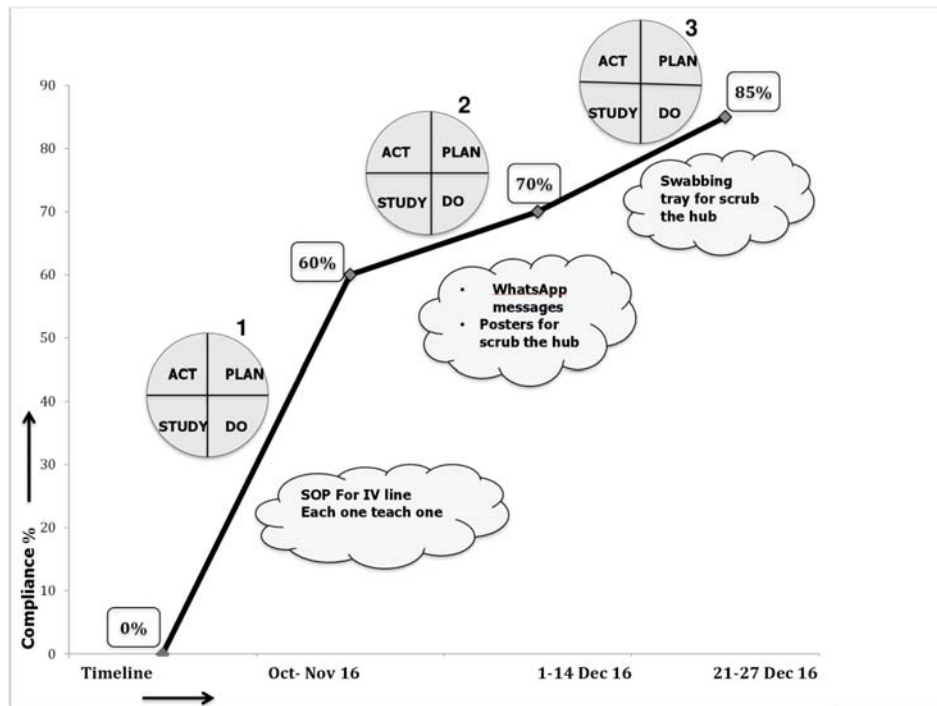 3
ACT PLAN
STUDY DO
85%
90
2
80
ACT PLAN
STUDY DO
70%
Swabbing
tray for scrub
the hub
70
60%
60
• WhatsApp
messages
• Posters for
scrub the hub
50
1
ACT PLAN
STUDY DO
40
30
SOP For IV line
Each one teach one
20
10
0%
0
Compliance %
Timeline Oct- Nov 16 1-14 Dec 16 21-27 Dec 16